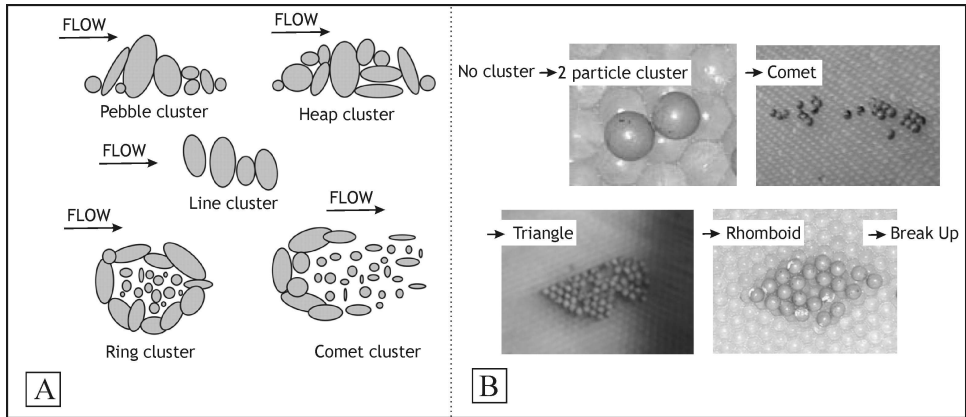 FLOW
FLOW
Pebble cluster
Heap cluster
FLOW
Line cluster
FLOW
FLOW
Ring cluster
Comet cluster
A
No cluster → 2 particle cluster → Comet
→ Triangle → Rhomboid → Break Up
B